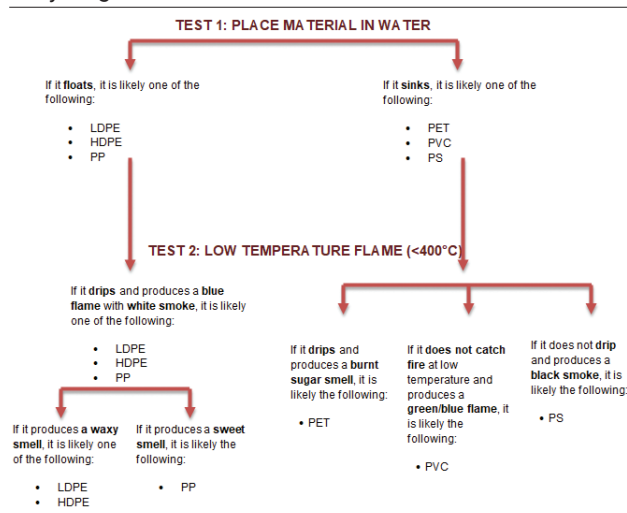 TEST 1: PLACE MATERIAL IN WATER
If it floats, it is likely one of the
following:
• LDPE
• HDPE
• PP
If it sinks, it is likely one of the
following:
• PET
• PVC
• PS
TEST 2: LOW TEMPERATURE FLAME (<400°C)
If it drips and produces a blue
flame with white smoke, it is likely
one of the following:
• LDPE
• HDPE
• PP
If it produces a waxy
smell, it is likely one
of the following:
• LDPE
• HDPE
If it produces a sweet
smell, it is likely the
following:
• PP
If it drips and
produces a burnt
sugar smell, it is
likely the following:
• PET
If it does not catch
fire at low
temperature and
produces a
green/blue flame, it
is likely the
following:
• PVC
If it does not drip
and produces a
black smoke, it is
likely the following:
• PS